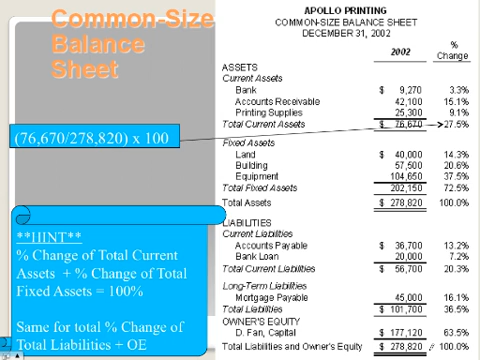 Common-Size
Balance
Sheet
(76,670/278,820) x 100
**HINT**
% Change of Total Current
Assets + % Change of Total
Fixed Assets = 100%
Same for total % Change of
Total Liabilities + OE
APOLLO PRINTING
COMMON-SIZE BALANCE SHEET
DECEMBER 31, 2002
2002 % Change
ASSETS
Current Assets
Bank $ 9,270 3.3%
Accounts Receivable 42,100 15.1%
Printing Supplies 25,300 9.1%
Total Current Assets $ 76,670 27.5%
Fixed Assets
Land $ 40,000 14.3%
Building 57,500 20.6%
Equipment 104,650 37.5%
Total Fixed Assets 202,150 72.5%
Total Assets $ 278,820 100.0%
LIABILITIES
Current Liabilities
Accounts Payable $ 36,700 13.2%
Bank Loan 20,000 7.2%
Total Current Liabilities $ 56,700 20.3%
Long-Term Liabilities
Mortgage Payable 45,000 16.1%
Total Liabilities $ 101,700 36.5%
OWNER'S EQUITY
D. Fan, Capital $ 177,120 63.5%
Total Liabilities and Owner's Equity $ 278,820 100.0%